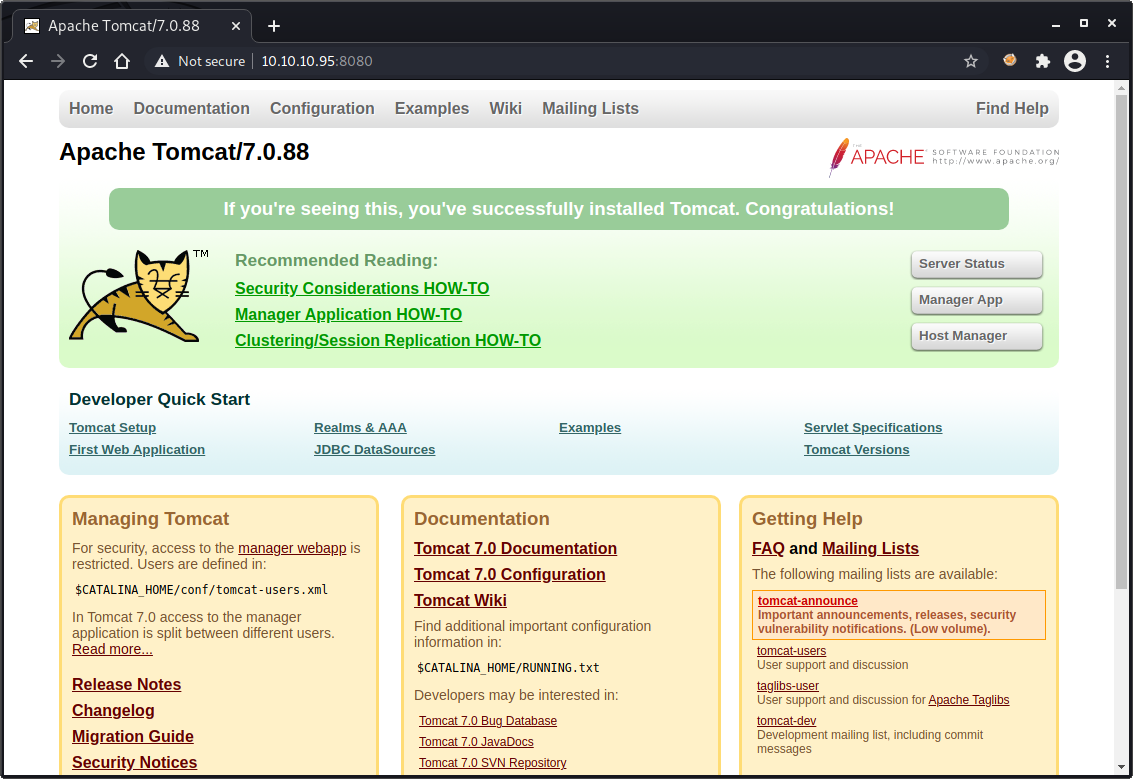 Apache Tomcat/7.0.88
Not secure 10.10.10.95:8080
Home Documentation Configuration Examples Wiki Mailing Lists Find Help
Apache Tomcat/7.0.88
THE APACHE SOFTWARE FOUNDATION
http://www.apache.org/
If you're seeing this, you've successfully installed Tomcat. Congratulations!
TM
Recommended Reading:
Security Considerations HOW-TO
Manager Application HOW-TO
Clustering/Session Replication HOW-TO
Server Status
Manager App
Host Manager
Developer Quick Start
Tomcat Setup
First Web Application
Realms & AAA
JDBC DataSources
Examples
Servlet Specifications
Tomcat Versions
Managing Tomcat
For security, access to the manager webapp is
restricted. Users are defined in:
$CATALINA_HOME/conf/tomcat-users.xml
In Tomcat 7.0 access to the manager
application is split between different users.
Read more...
Release Notes
Changelog
Migration Guide
Security Notices
Documentation
Tomcat 7.0 Documentation
Tomcat 7.0 Configuration
Tomcat Wiki
Find additional important configuration
information in:
$CATALINA_HOME/RUNNING.txt
Developers may be interested in:
Tomcat 7.0 Bug Database
Tomcat 7.0 JavaDocs
Tomcat 7.0 SVN Repository
Getting Help
FAQ and Mailing Lists
The following mailing lists are available:
tomcat-announce
Important announcements, releases, security
vulnerability notifications. (Low volume).
tomcat-users
User support and discussion
taglibs-user
User support and discussion for Apache Taglibs
tomcat-dev
Development mailing list, including commit
messages